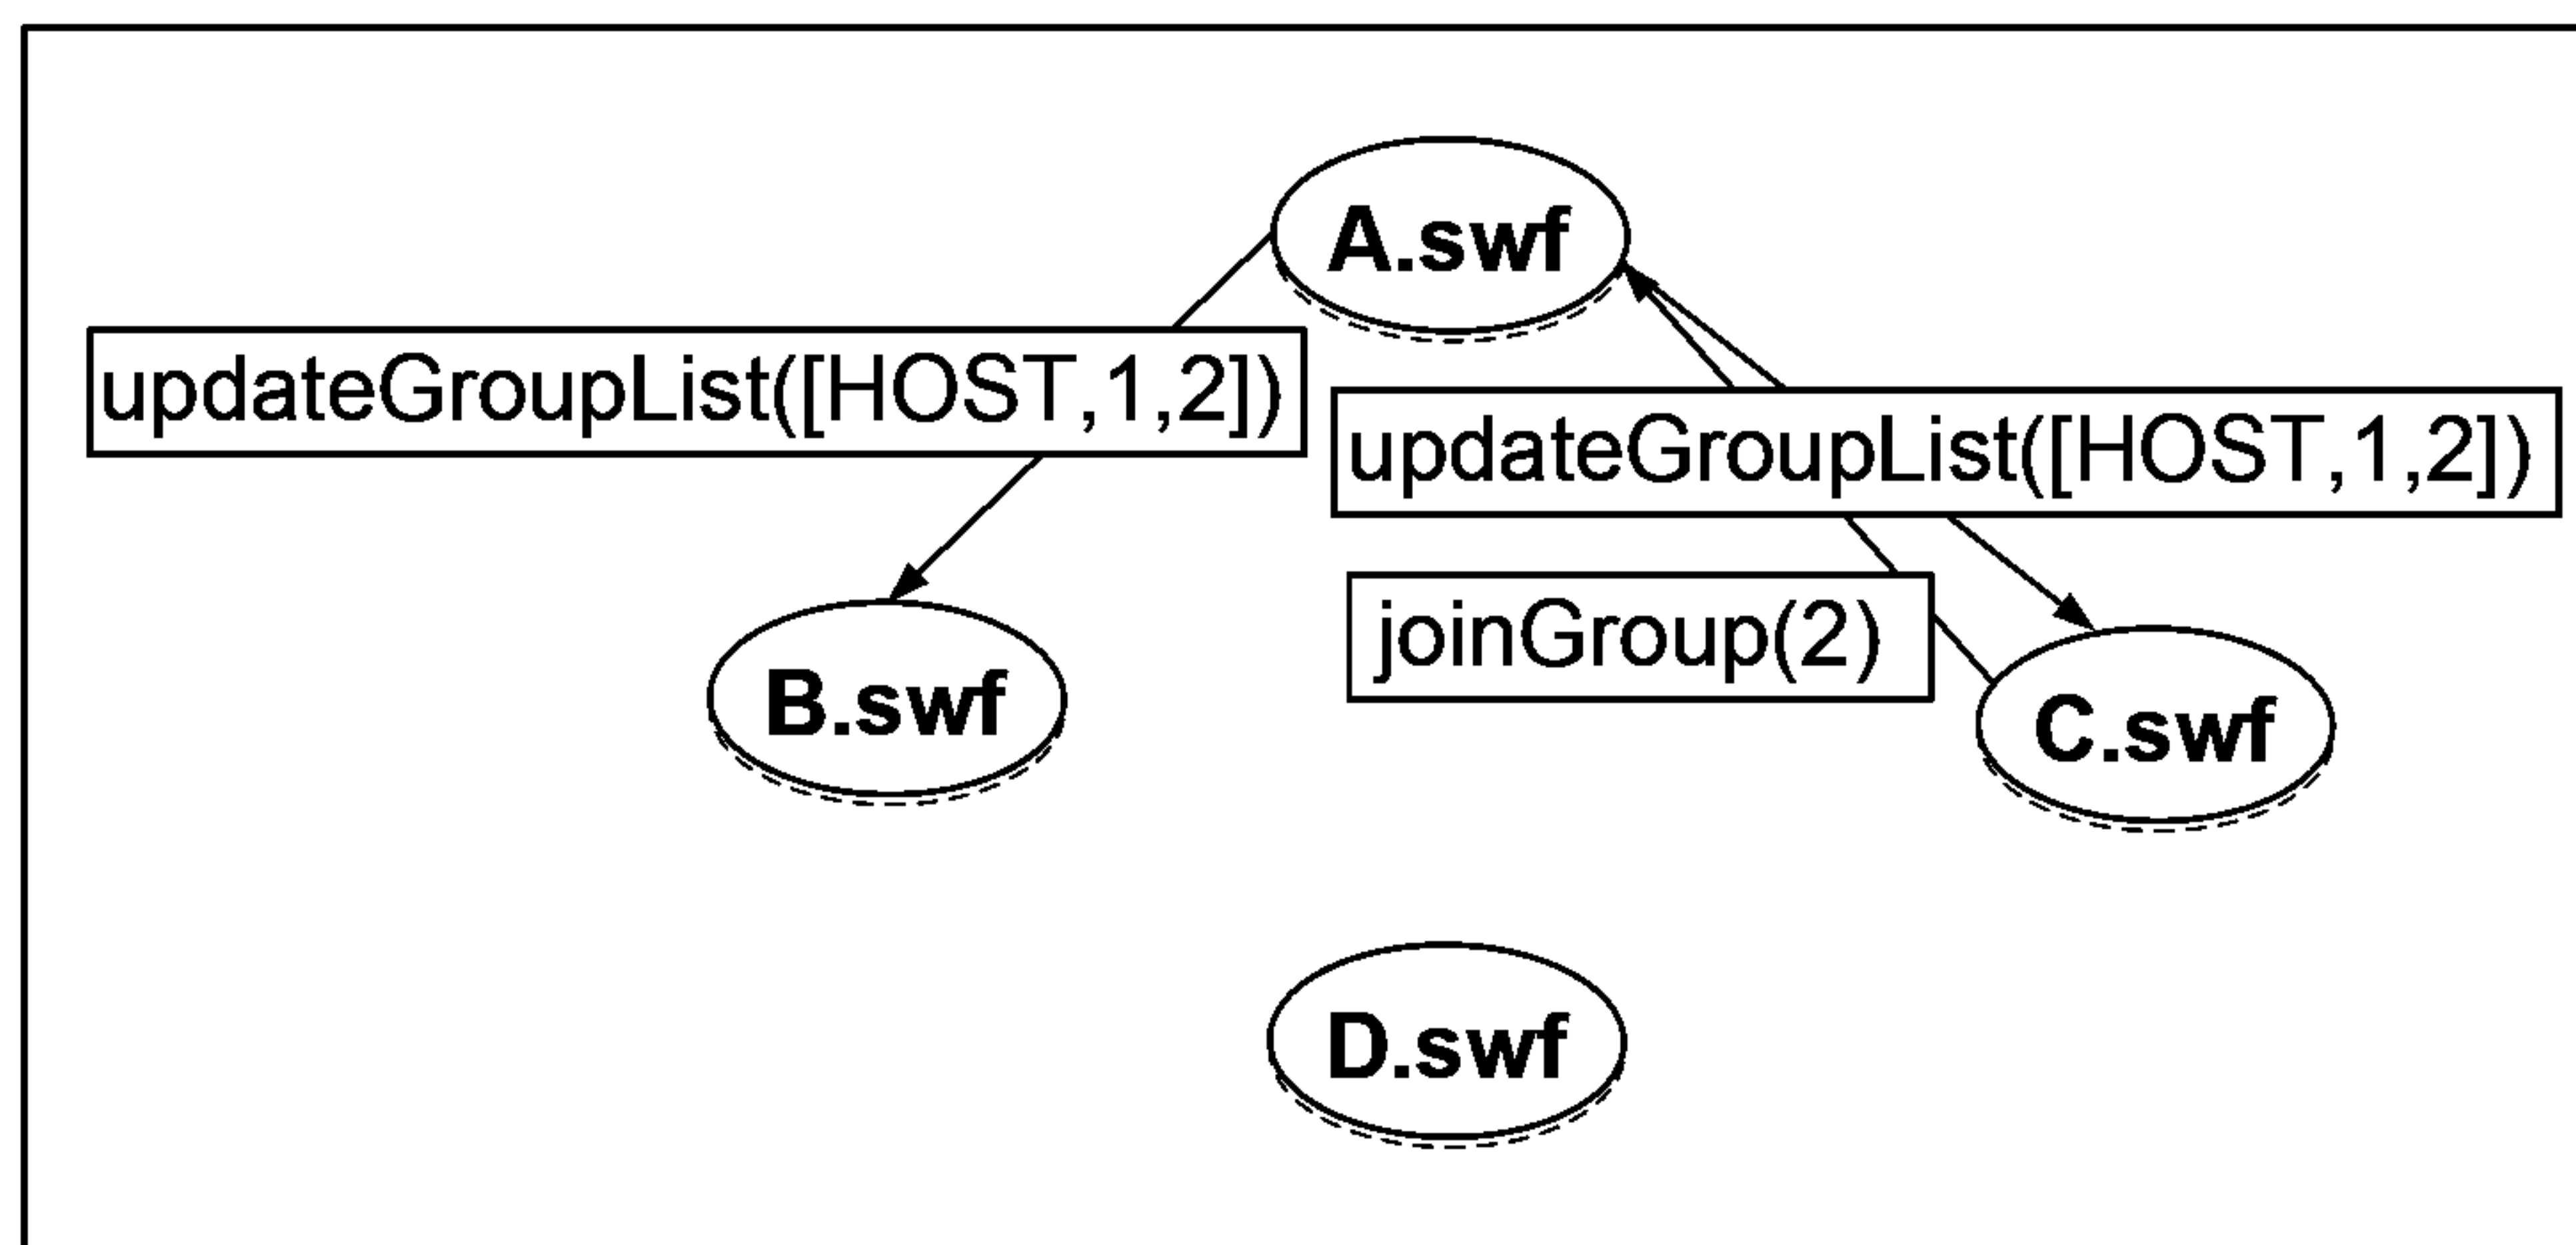 A.swf
updateGroupList([HOST,1,2])
updateGroupList([HOST,1,2])
joinGroup(2)
B.swf
C.swf
D.swf